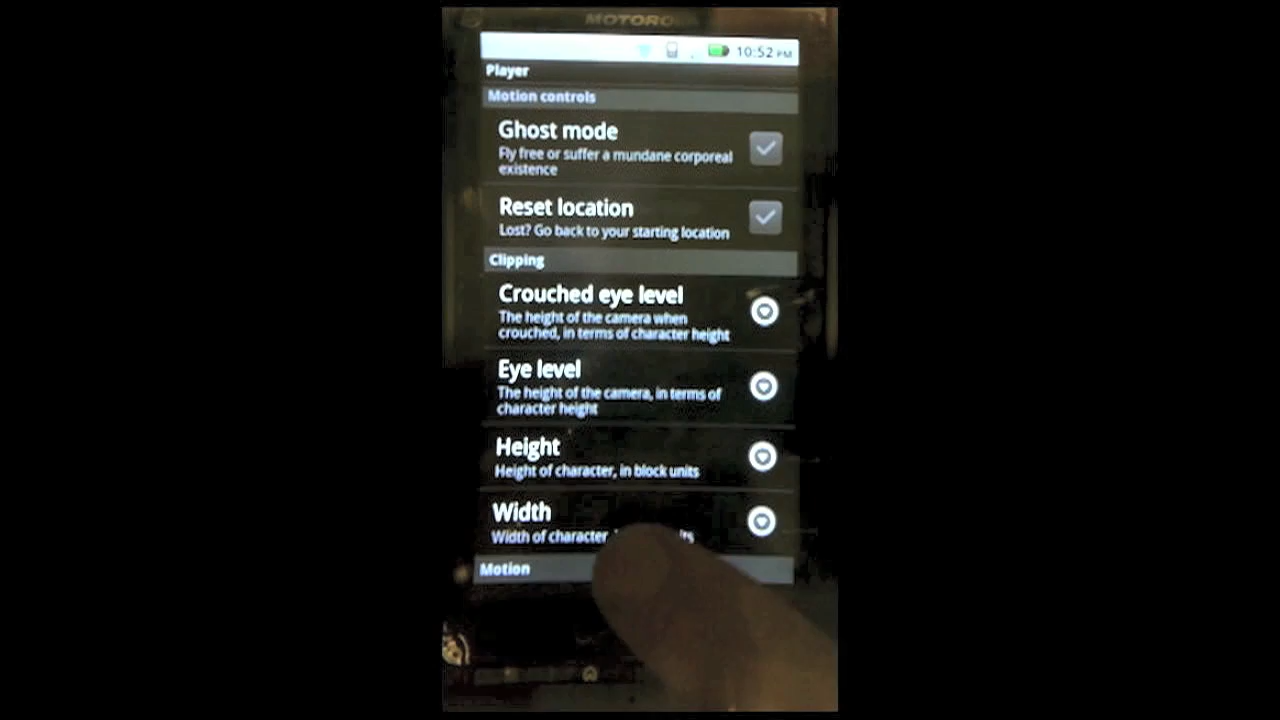 MOTOROLA
10:52 PM
Player
Motion controls
Ghost mode
Fly free or suffer a mundane corporeal
existence
Reset location
Lost? Go back to your starting location
Clipping
Crouched eye level
The height of the camera when
crouched, in terms of character height
Eye level
The height of the camera, in terms of
character height
Height
Height of character, in block units
Width
Width of character,
Motion